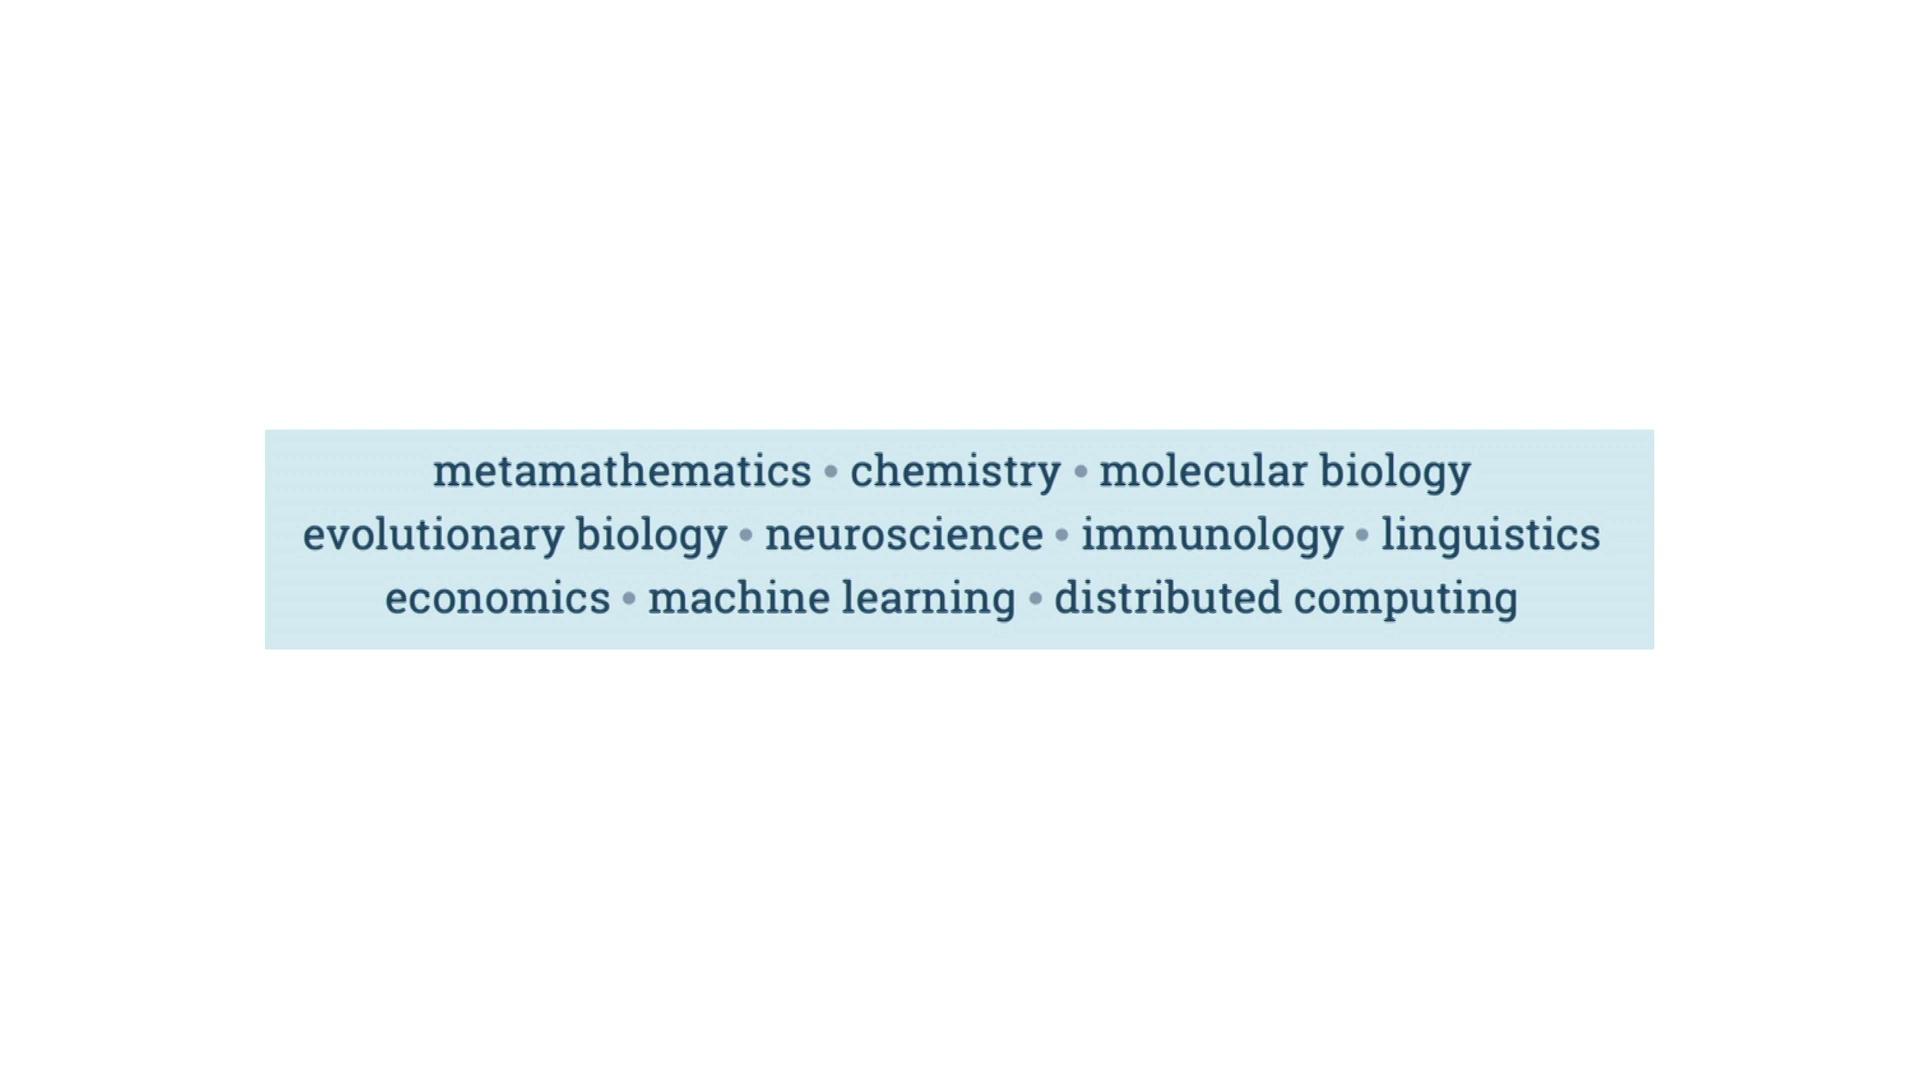 metamathematics • chemistry • molecular biology
evolutionary biology • neuroscience • immunology • linguistics
economics • machine learning • distributed computing